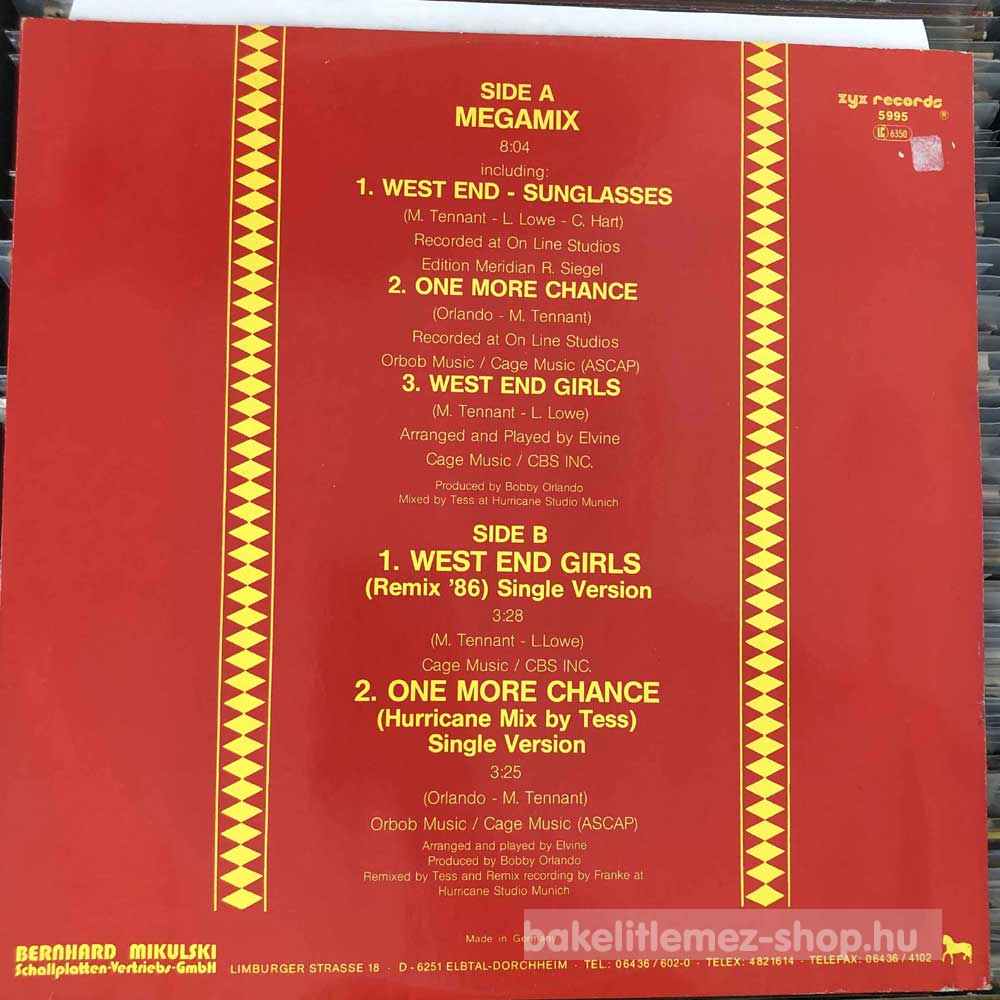 SIDE A
MEGAMIX
8:04
including:
1. WEST END - SUNGLASSES
(M. Tennant - L. Lowe - C. Hart)
Recorded at On Line Studios
Edition Meridian R. Siegel
2. ONE MORE CHANCE
(Orlando - M. Tennant)
Recorded at On Line Studios
Orbob Music / Cage Music (ASCAP)
3. WEST END GIRLS
(M. Tennant - L. Lowe)
Arranged and Played by Elvine
Cage Music / CBS INC.
Produced by Bobby Orlando
Mixed by Tess at Hurricane Studio Munich
SIDE B
1. WEST END GIRLS
(Remix '86) Single Version
3:28
(M. Tennant - L.Lowe)
Cage Music / CBS INC.
2. ONE MORE CHANCE
(Hurricane Mix by Tess)
Single Version
3:25
(Orlando - M. Tennant)
Orbob Music / Cage Music (ASCAP)
Arranged and played by Elvine
Produced by Bobby Orlando
Remixed by Tess and Remix recording by Franke at
Hurricane Studio Munich
zyx records ®
5995
LC 6350
Made in Germany
bakelitlemez-shop.hu
BERNHARD MIKULSKI
Schallplatten-Vertriebs-GmbH
LIMBURGER STRASSE 18 · D - 6251 ELBTAL-DORCHHEIM · TEL.: 06436 / 602-0 · TELEX: 4821614 · TELEFAX: 06436 / 4102